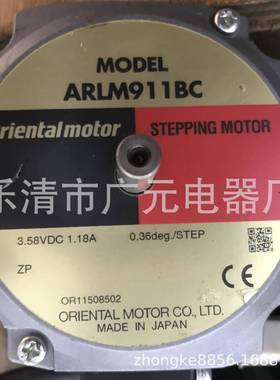 MODEL
ARLM911BC
orientalmotor STEPPING MOTOR
乐清市广元电器厂
3.58VDC 1.18A 0.36deg./STEP
ZP
CE
OR11508502
ORIENTAL MOTOR CO., LTD.
MADE IN JAPAN
zhongke8856.1688.